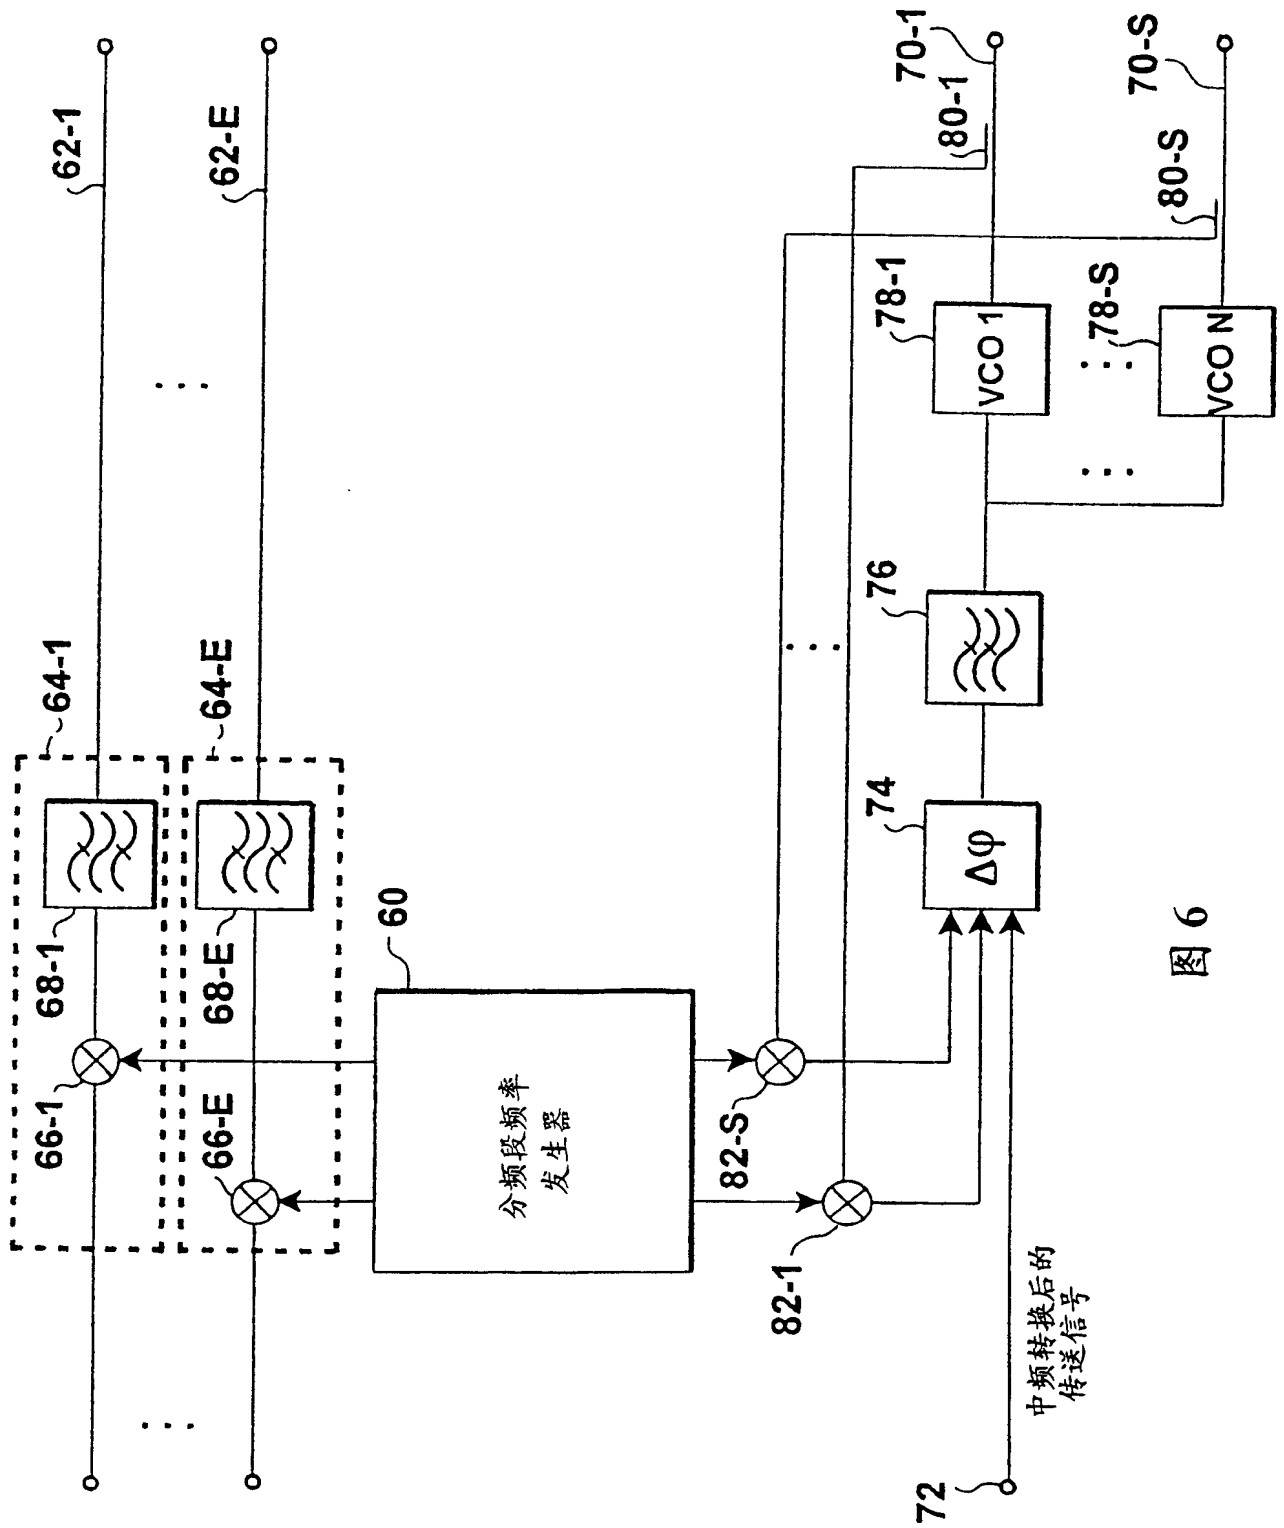 62-1
62-E
64-1
64-E
68-1
68-E
66-1
66-E
60
分频段频率
发生器
82-S
82-1
70-1
80-1
70-S
80-S
78-1
VCO 1
78-S
VCO N
76
74
Δφ
72
中频转换后的
传送信号
图 6